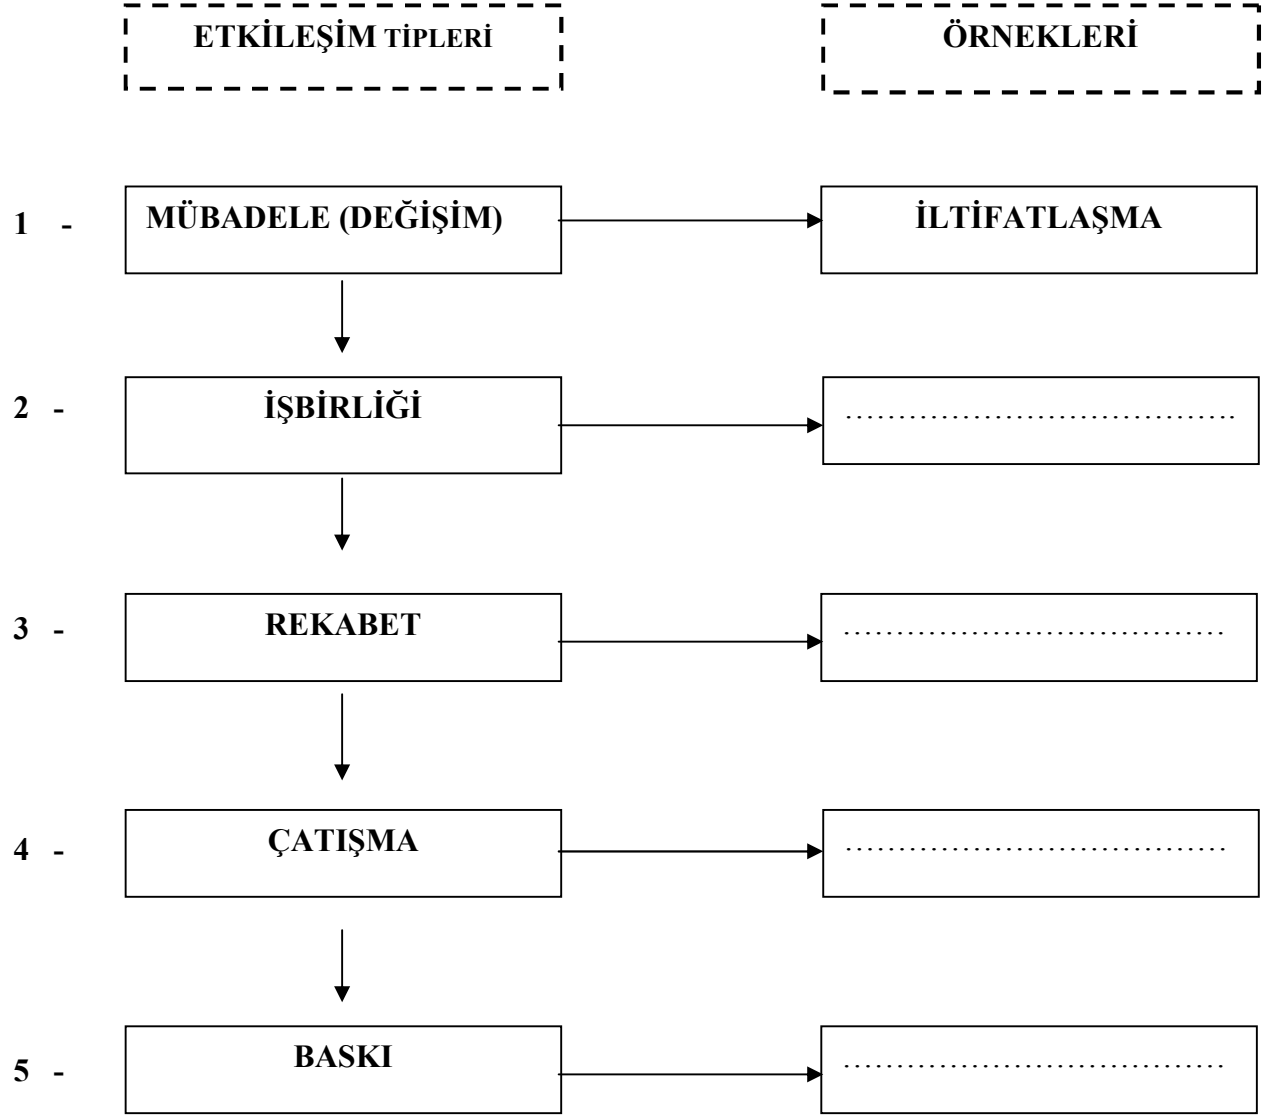 ETKİLEŞİM TİPLERİ
ÖRNEKLERİ
1 - MÜBADELE (DEĞİŞİM)
İLTİFATLAŞMA
2 - İŞBİRLİĞİ
…………………………………
3 - REKABET
…………………………………
4 - ÇATIŞMA
…………………………………
5 - BASKI
…………………………………